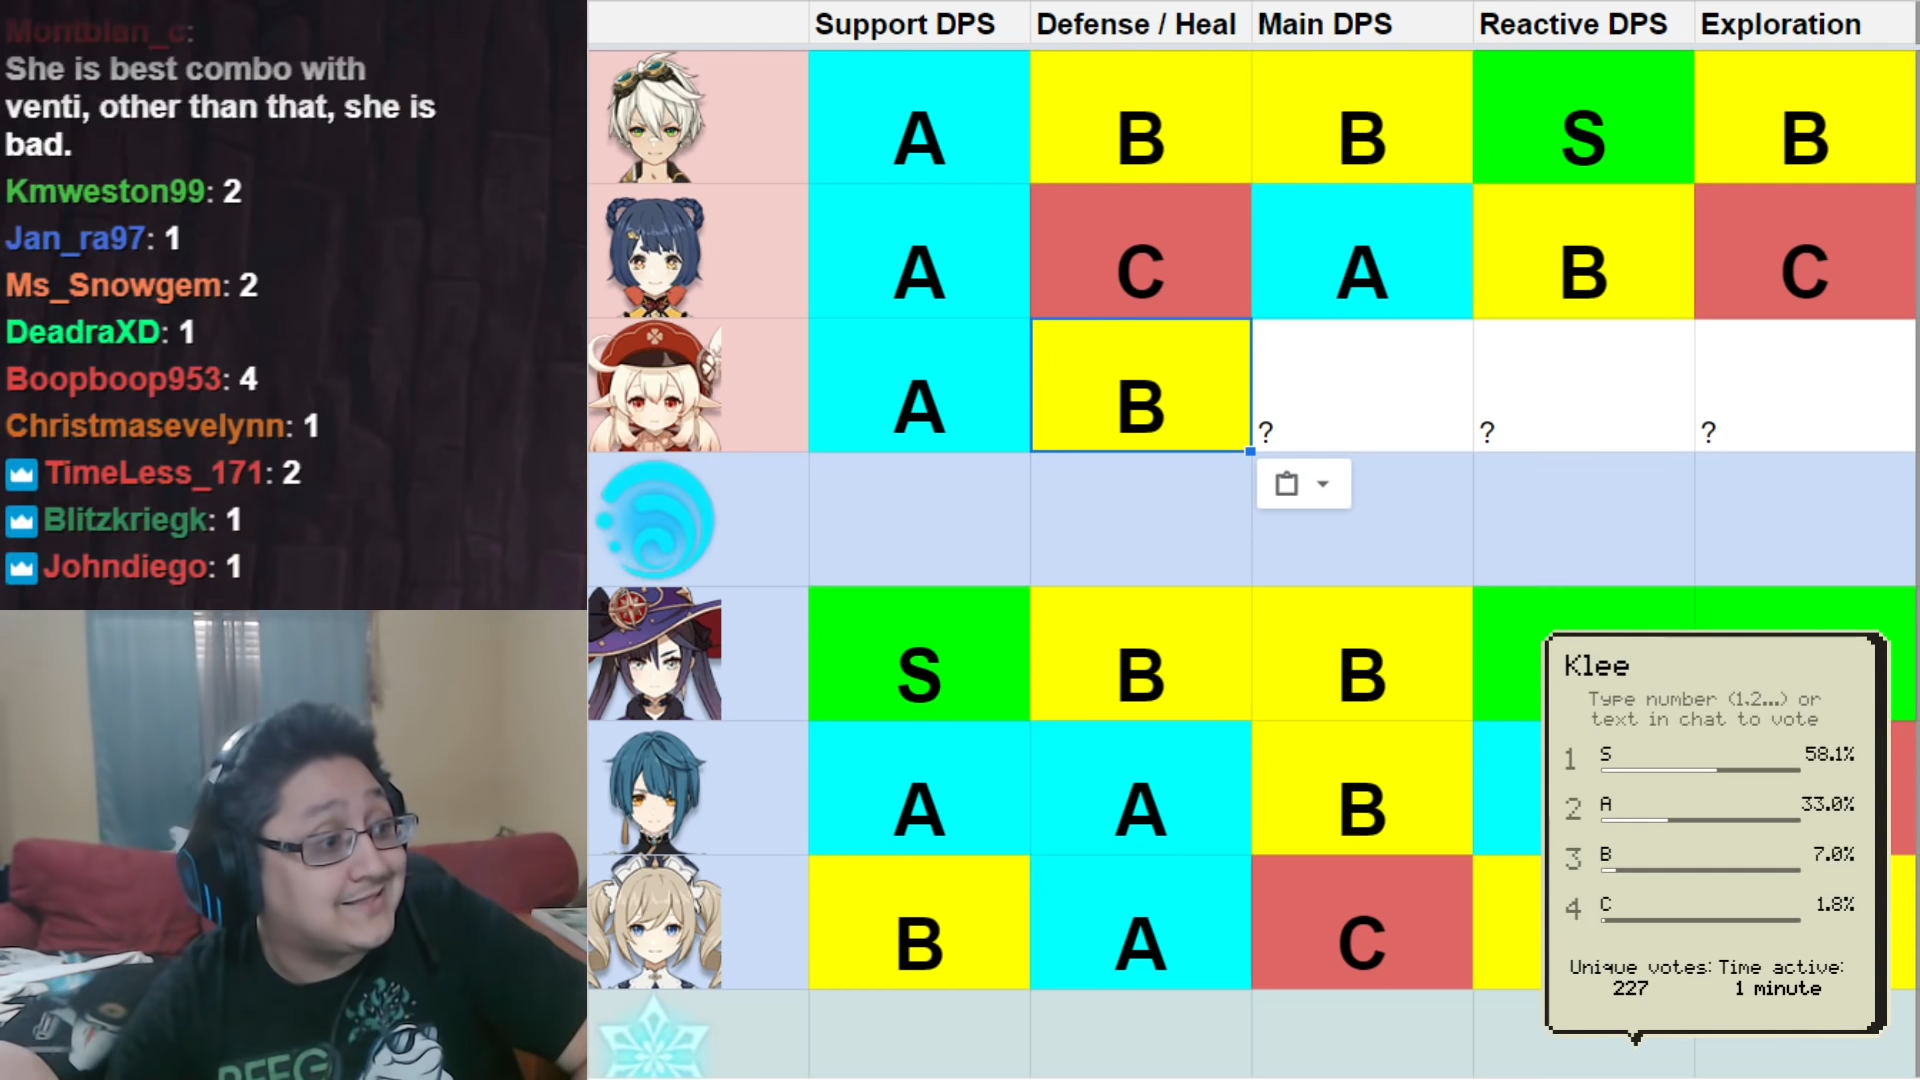 Montblan_c:
She is best combo with
venti, other than that, she is
bad.
Kmweston99: 2
Jan_ra97: 1
Ms_Snowgem: 2
DeadraXD: 1
Boopboop953: 4
Christmasevelynn: 1
TimeLess_171: 2
Blitzkriegk: 1
Johndiego: 1
Support DPS Defense / Heal Main DPS Reactive DPS Exploration
A B B S B
A C A B C
A B ? ? ?
S B B
A A B
B A C
Klee
Type number (1,2...) or
text in chat to vote
1 S 58.1%
2 A 33.0%
3 B 7.0%
4 C 1.8%
Unique votes: Time active:
227 1 minute